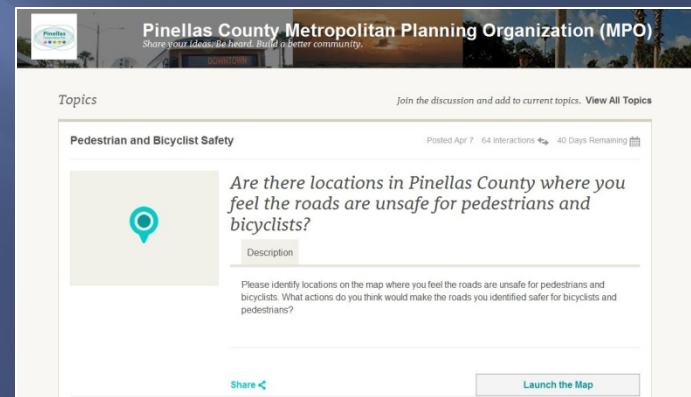 Pinellas
Pinellas County Metropolitan Planning Organization (MPO)
Share your ideas. Be heard. Build a better community.
DOWNTOWN
Topics
Join the discussion and add to current topics. View All Topics
Pedestrian and Bicyclist Safety
Posted Apr 7 64 Interactions 40 Days Remaining
Are there locations in Pinellas County where you
feel the roads are unsafe for pedestrians and
bicyclists?
Description
Please identify locations on the map where you feel the roads are unsafe for pedestrians and
bicyclists. What actions do you think would make the roads you identified safer for bicyclists and
pedestrians?
Share
Launch the Map